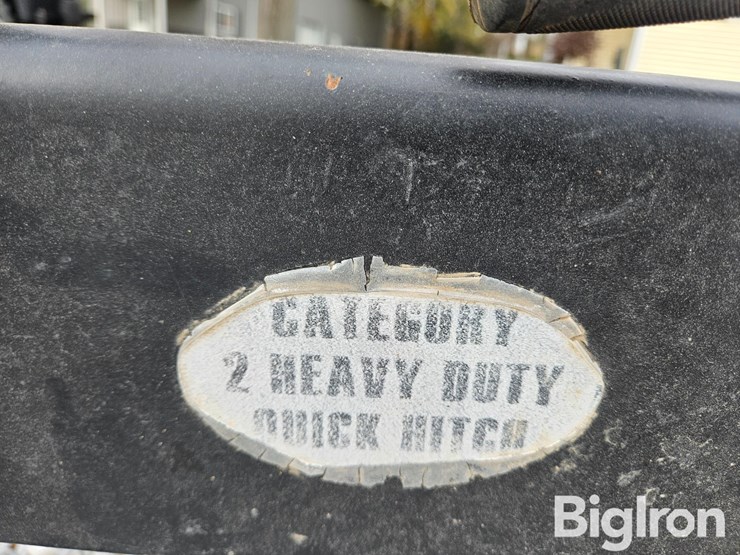 CATEGORY
2 HEAVY DUTY
QUICK HITCH
BigIron